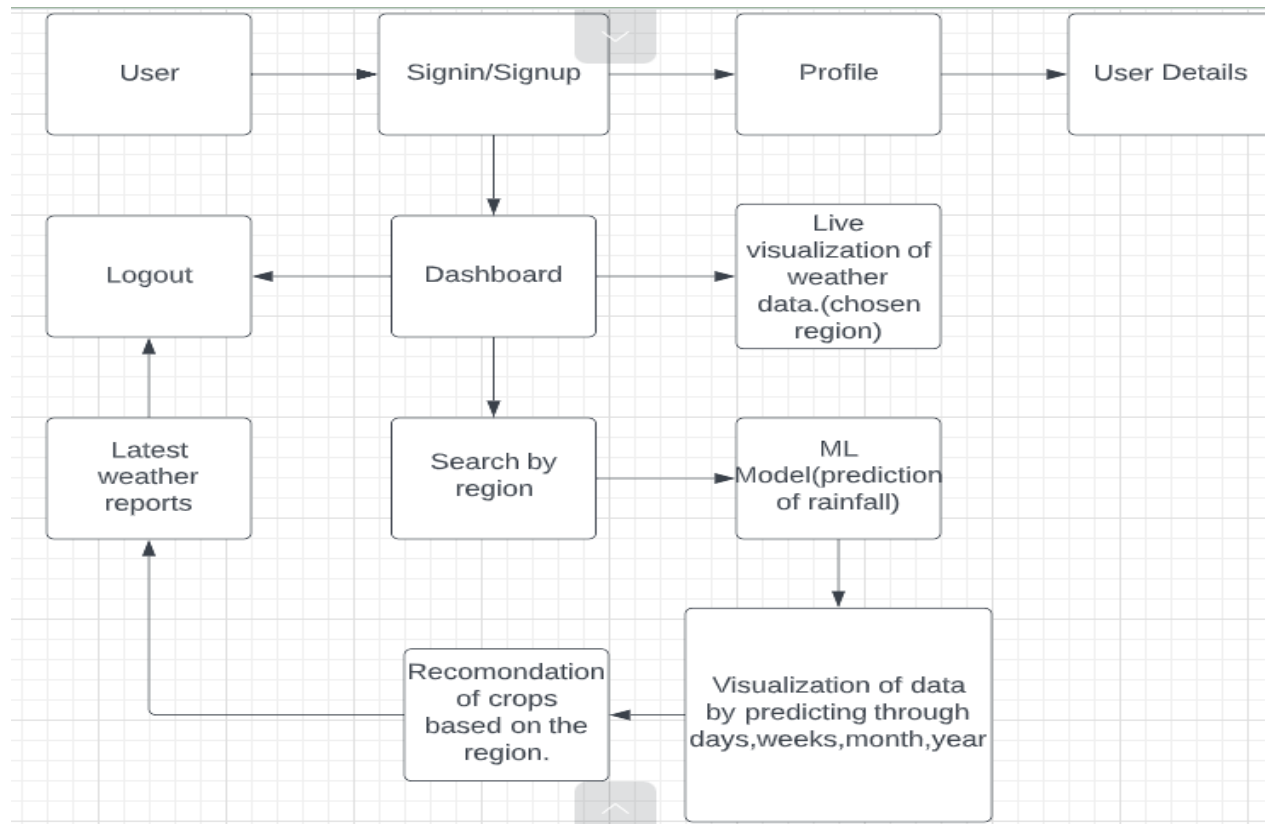 User
Signin/Signup
Profile
User Details
Logout
Dashboard
Live
visualization of
weather
data.(chosen
region)
Latest
weather
reports
Search by
region
ML
Model(prediction
of rainfall)
Recomondation
of crops
based on the
region.
Visualization of data
by predicting through
days,weeks,month,year